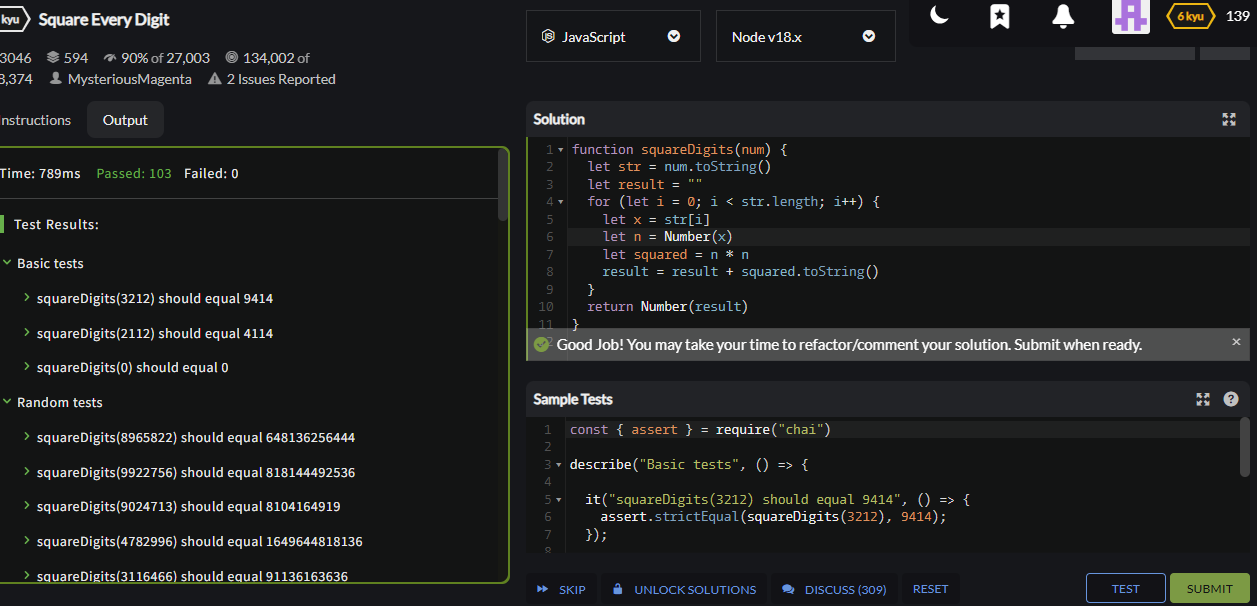 kyu Square Every Digit
3046 594 90% of 27,003 134,002 of
3,374 MysteriousMagenta 2 Issues Reported
nstructions Output
Time: 789ms Passed: 103 Failed: 0
Test Results:
Basic tests
squareDigits(3212) should equal 9414
squareDigits(2112) should equal 4114
squareDigits(0) should equal 0
Random tests
squareDigits(8965822) should equal 648136256444
squareDigits(9922756) should equal 818144492536
squareDigits(9024713) should equal 8104164919
squareDigits(4782996) should equal 1649644818136
squareDigits(3116466) should equal 91136163636
JavaScript
Node v18.x
6 kyu 139
Solution
1 function squareDigits(num) {
2 let str = num.toString()
3 let result = ""
4 for (let i = 0; i < str.length; i++) {
5 let x = str[i]
6 let n = Number(x)
7 let squared = n * n
8 result = result + squared.toString()
9 }
10 return Number(result)
11 }
Good Job! You may take your time to refactor/comment your solution. Submit when ready. ×
Sample Tests ?
1 const { assert } = require("chai")
2
3 describe("Basic tests", () => {
4
5 it("squareDigits(3212) should equal 9414", () => {
6 assert.strictEqual(squareDigits(3212), 9414);
7 });
8
SKIP UNLOCK SOLUTIONS DISCUSS (309) RESET TEST SUBMIT